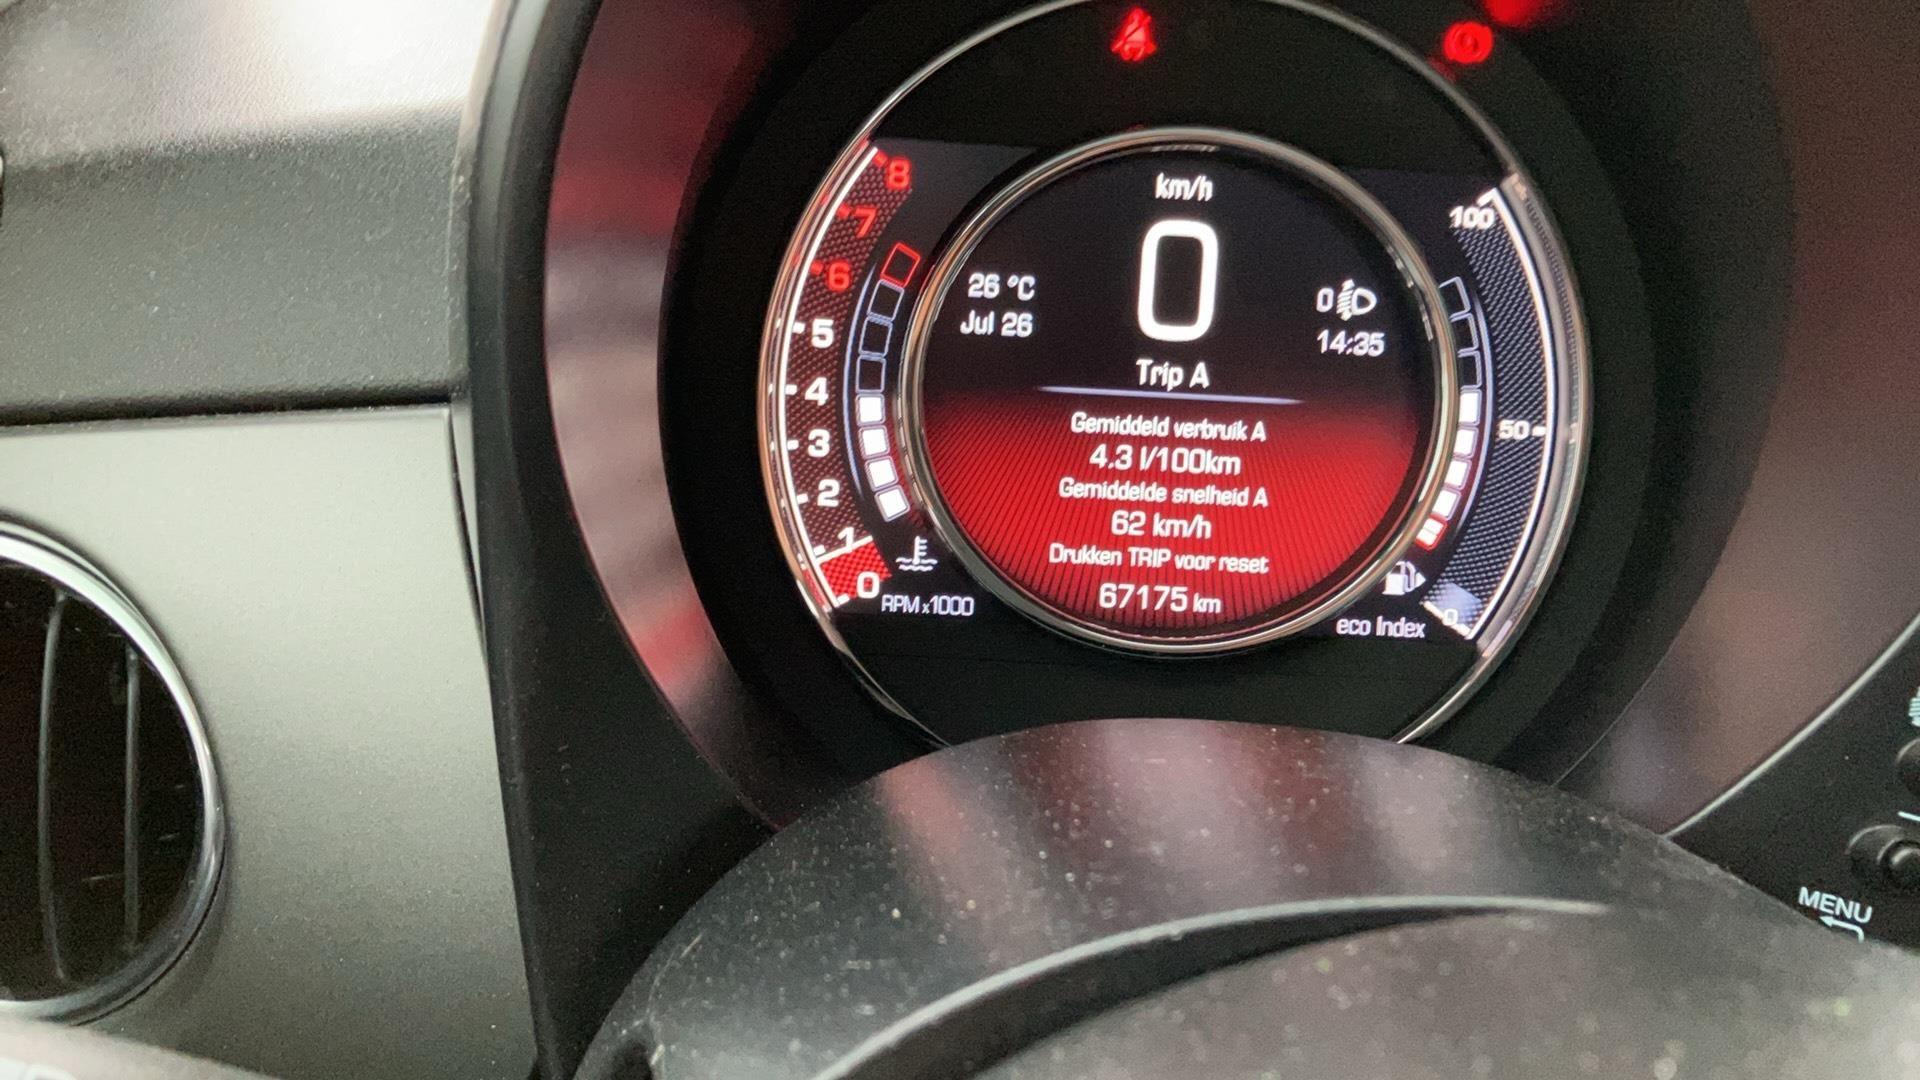 km/h
0
26 °C
Jul 26
0
14:35
Trip A
Gemiddeld verbruik A
4.3 l/100km
Gemiddelde snelheid A
62 km/h
Drukken TRIP voor reset
67175 km
8
7
6
5
4
3
2
1
0
RPM x1000
100
50
0
eco Index
MENU